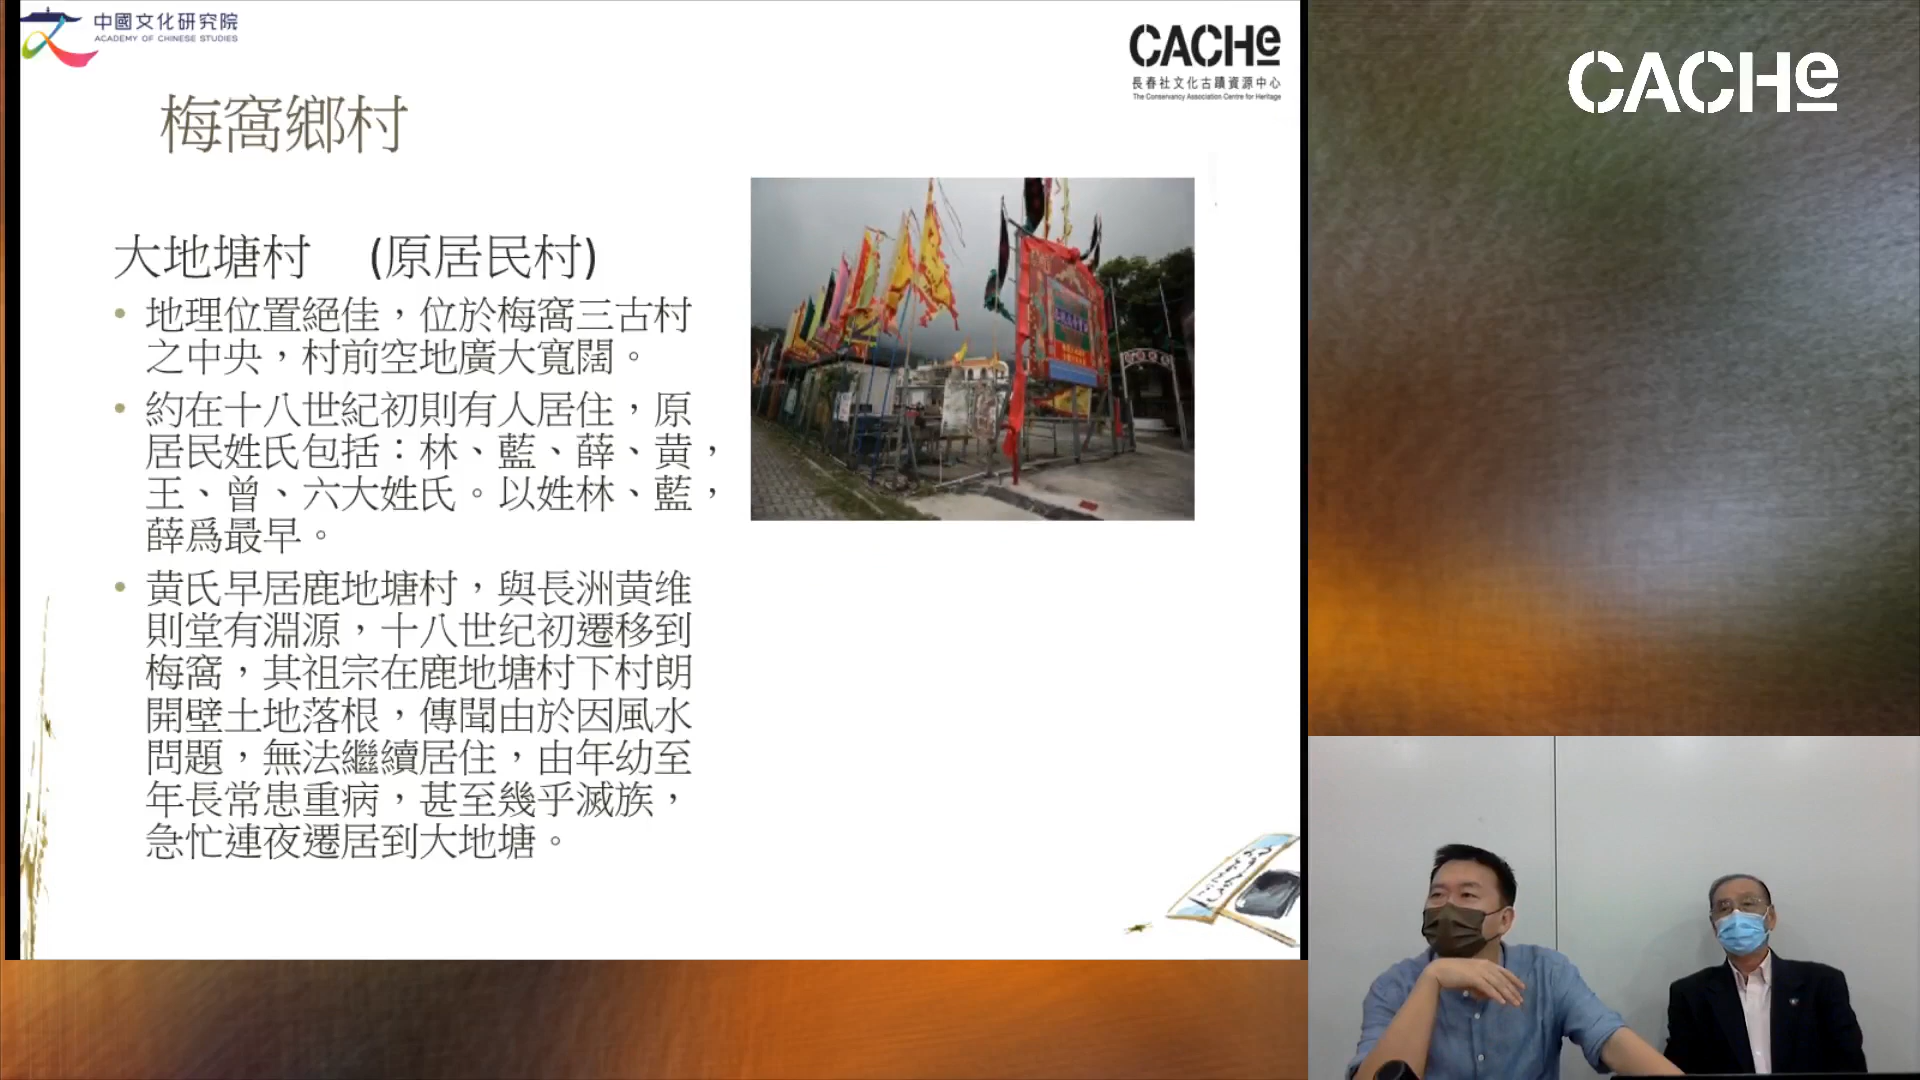 中國文化研究院
ACADEMY OF CHINESE STUDIES
CACHe
長春社文化古蹟資源中心
The Conservancy Association Centre for Heritage
CACHe
梅窩鄉村
大地塘村 (原居民村)
• 地理位置絕佳，位於梅窩三古村
之中央，村前空地廣大寬闊。
• 約在十八世紀初則有人居住，原
居民姓氏包括：林、藍、薛、黃，
王、曾、六大姓氏。以姓林、藍，
薛爲最早。
• 黃氏早居鹿地塘村，與長洲黃维
則堂有淵源，十八世纪初遷移到
梅窩，其祖宗在鹿地塘村下村朗
開壁土地落根，傳聞由於因風水
問題，無法繼續居住，由年幼至
年長常患重病，甚至幾乎滅族，
急忙連夜遷居到大地塘。